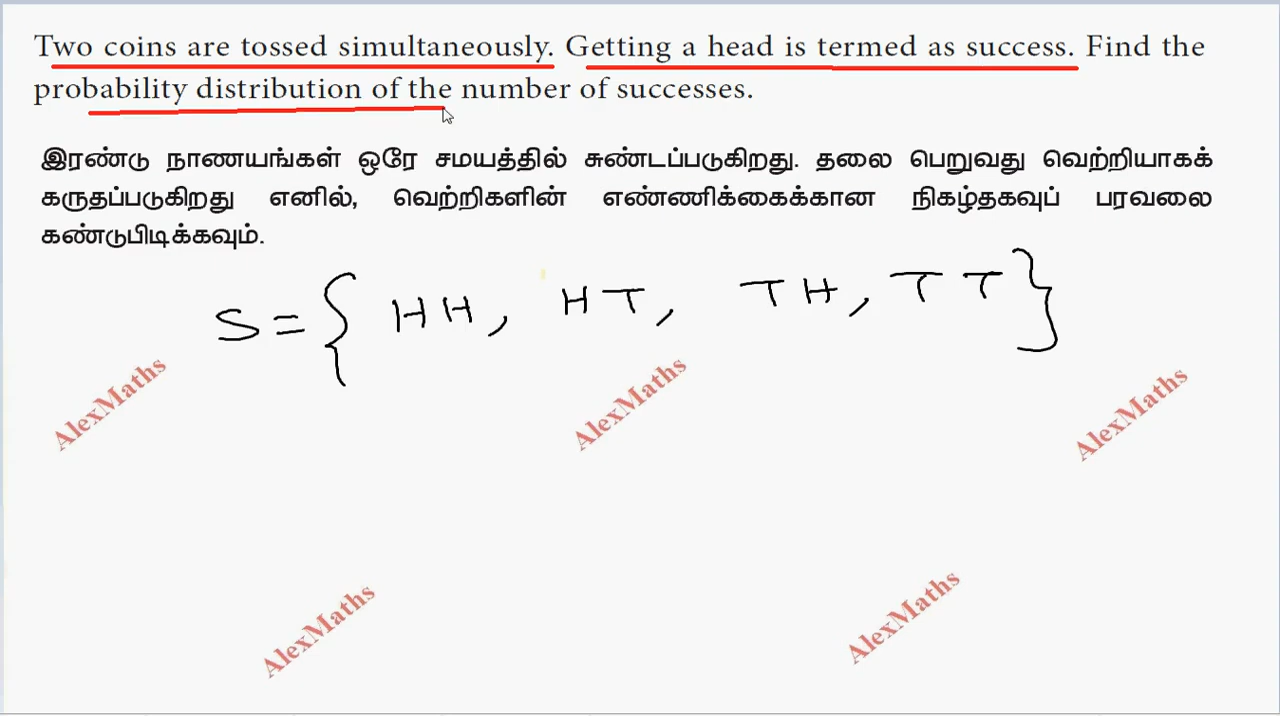 Two coins are tossed simultaneously. Getting a head is termed as success. Find the
probability distribution of the number of successes.
இரண்டு நாணயங்கள் ஒரே சமயத்தில் சுண்டப்படுகிறது. தலை பெறுவது வெற்றியாகக்
கருதப்படுகிறது எனில், வெற்றிகளின் எண்ணிக்கைக்கான நிகழ்தகவுப் பரவலை
கண்டுபிடிக்கவும்.
S = { HH, HT, TH, TT }
AlexMaths
AlexMaths
AlexMaths
AlexMaths
AlexMaths